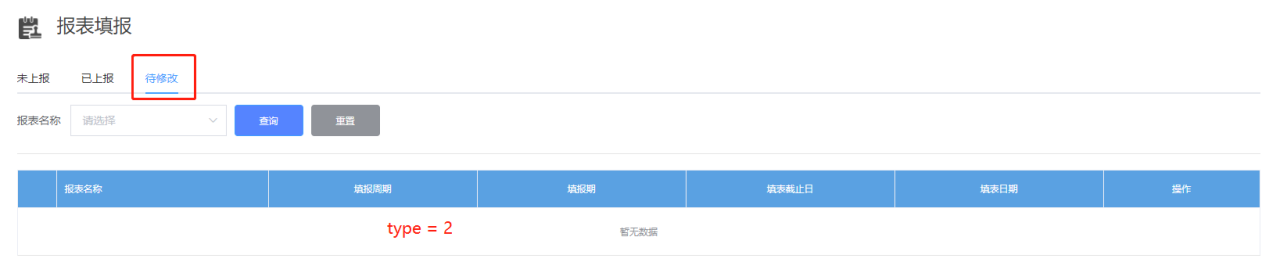 报表填报
未上报 已上报 待修改
报表名称 请选择 查询 重置
报表名称 填报周期 填报期 填表截止日 填表日期 操作
type = 2 暂无数据